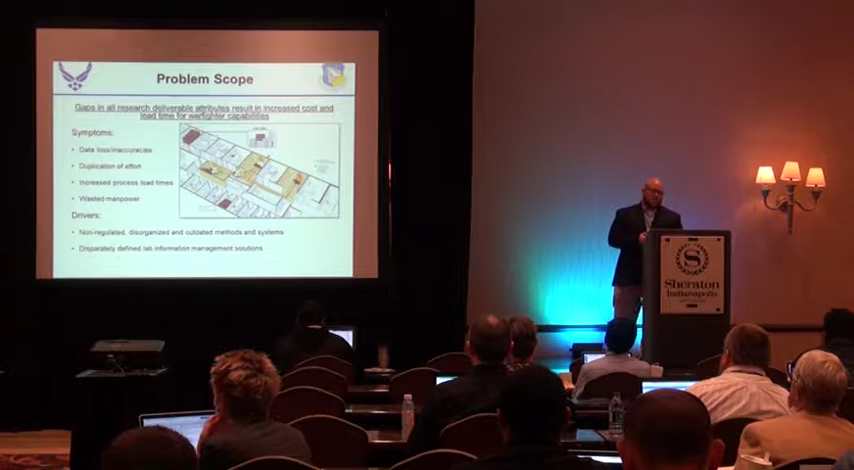 Problem Scope
Gaps in all research deliverable attributes result in increased cost and
lead time for warfighter capabilities
Symptoms:
• Data loss/inaccuracies
• Duplication of effort
• Increased process lead times
• Wasted manpower
Drivers:
• Non-regulated, disorganized and outdated methods and systems
• Disparately defined lab information management solutions
S
Sheraton
Indianapolis